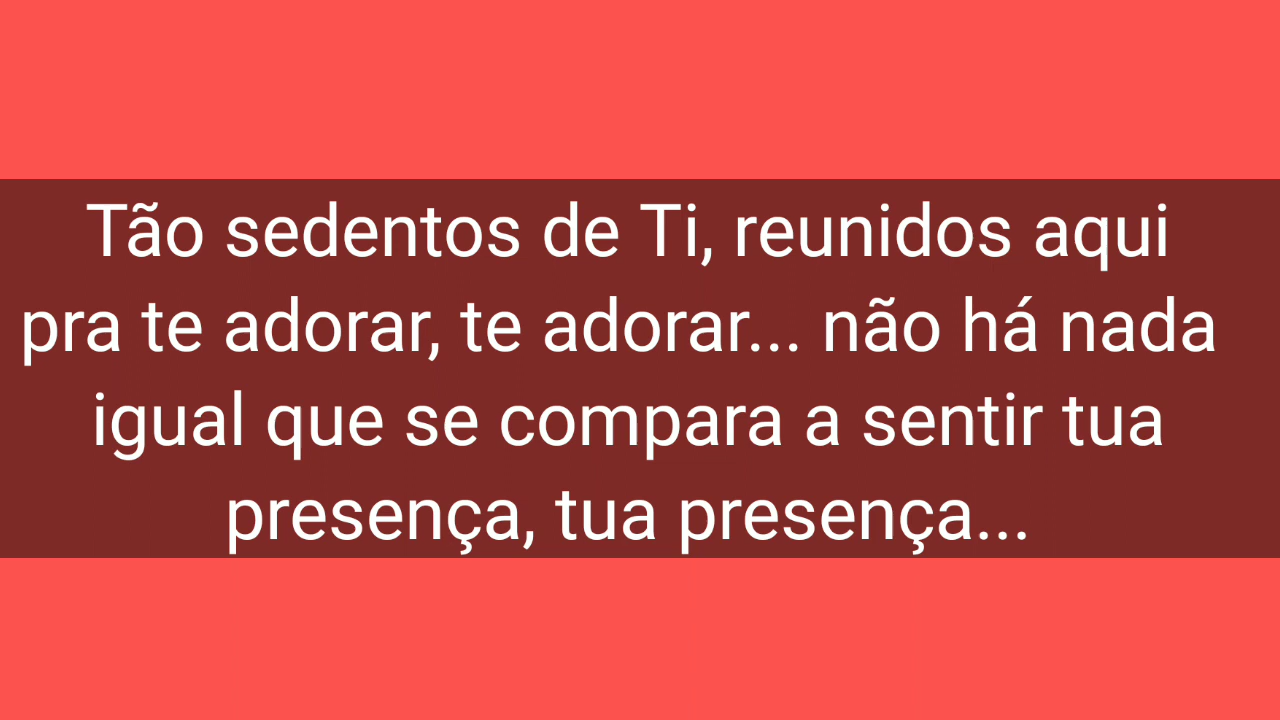 Tão sedentos de Ti, reunidos aqui
pra te adorar, te adorar... não há nada
igual que se compara a sentir tua
presença, tua presença...